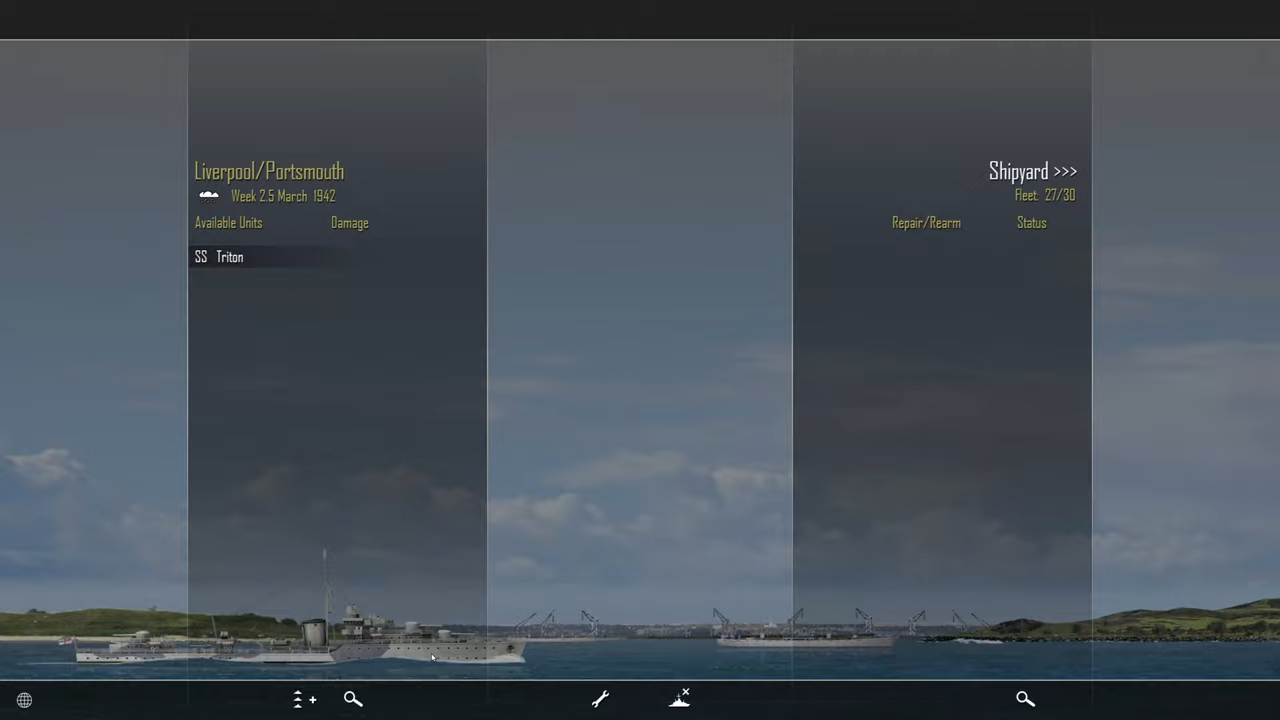 Liverpool/Portsmouth
Week 2.5 March 1942
Available Units Damage
SS Triton
Shipyard >>>
Fleet: 27/30
Repair/Rearm Status